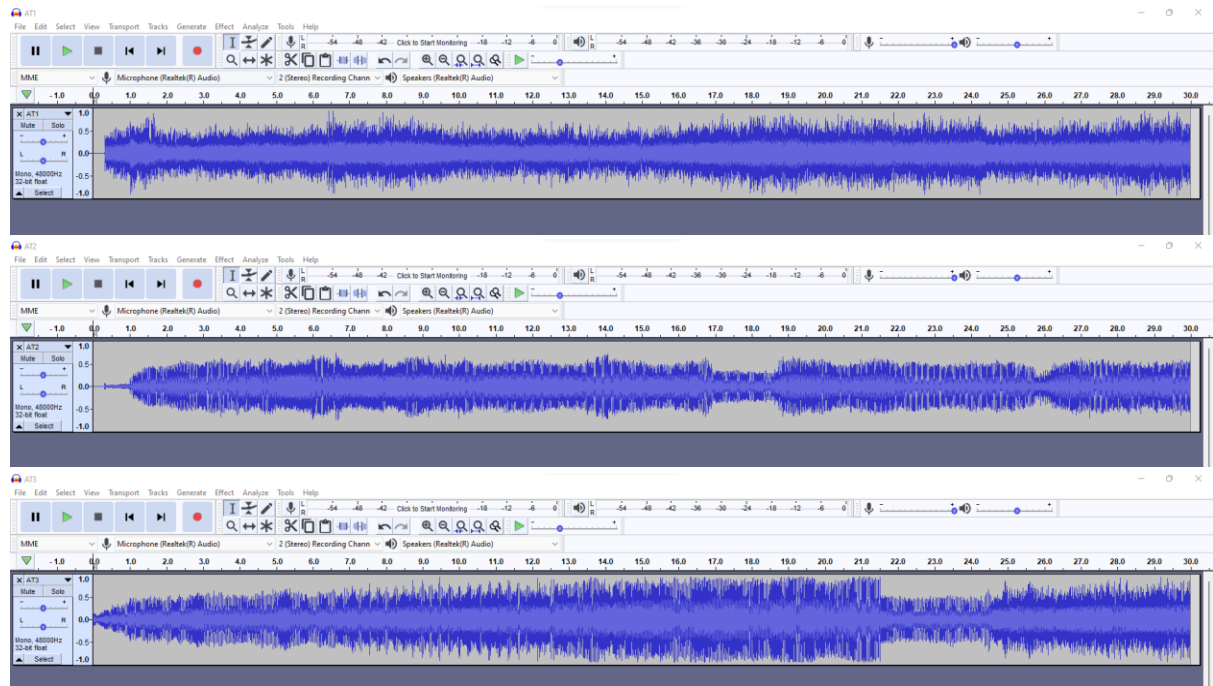 AT1
File Edit Select View Transport Tracks Generate Effect Analyze Tools Help
L R -54 -48 -42 Click to Start Monitoring -18 -12 -6 0 L R -54 -48 -42 -36 -30 -24 -18 -12 -6 0 - + - +
- +
MME Microphone (Realtek(R) Audio) 2 (Stereo) Recording Chann Speakers (Realtek(R) Audio)
-1.0 0.0 1.0 2.0 3.0 4.0 5.0 6.0 7.0 8.0 9.0 10.0 11.0 12.0 13.0 14.0 15.0 16.0 17.0 18.0 19.0 20.0 21.0 22.0 23.0 24.0 25.0 26.0 27.0 28.0 29.0 30.0
X AT1 1.0
Mute Solo 0.5-
- +
L R 0.0-
Mono, 48000Hz
32-bit float -0.5-
Select -1.0
AT2
File Edit Select View Transport Tracks Generate Effect Analyze Tools Help
L R -54 -48 -42 Click to Start Monitoring -18 -12 -6 0 L R -54 -48 -42 -36 -30 -24 -18 -12 -6 0 - + - +
- +
MME Microphone (Realtek(R) Audio) 2 (Stereo) Recording Chann Speakers (Realtek(R) Audio)
-1.0 0.0 1.0 2.0 3.0 4.0 5.0 6.0 7.0 8.0 9.0 10.0 11.0 12.0 13.0 14.0 15.0 16.0 17.0 18.0 19.0 20.0 21.0 22.0 23.0 24.0 25.0 26.0 27.0 28.0 29.0 30.0
X AT2 1.0
Mute Solo 0.5-
- +
L R 0.0-
Mono, 48000Hz
32-bit float -0.5-
Select -1.0
AT3
File Edit Select View Transport Tracks Generate Effect Analyze Tools Help
L R -54 -48 -42 Click to Start Monitoring -18 -12 -6 0 L R -54 -48 -42 -36 -30 -24 -18 -12 -6 0 - + - +
- +
MME Microphone (Realtek(R) Audio) 2 (Stereo) Recording Chann Speakers (Realtek(R) Audio)
-1.0 0.0 1.0 2.0 3.0 4.0 5.0 6.0 7.0 8.0 9.0 10.0 11.0 12.0 13.0 14.0 15.0 16.0 17.0 18.0 19.0 20.0 21.0 22.0 23.0 24.0 25.0 26.0 27.0 28.0 29.0 30.0
X AT3 1.0
Mute Solo 0.5-
- +
L R 0.0-
Mono, 48000Hz
32-bit float -0.5-
Select -1.0